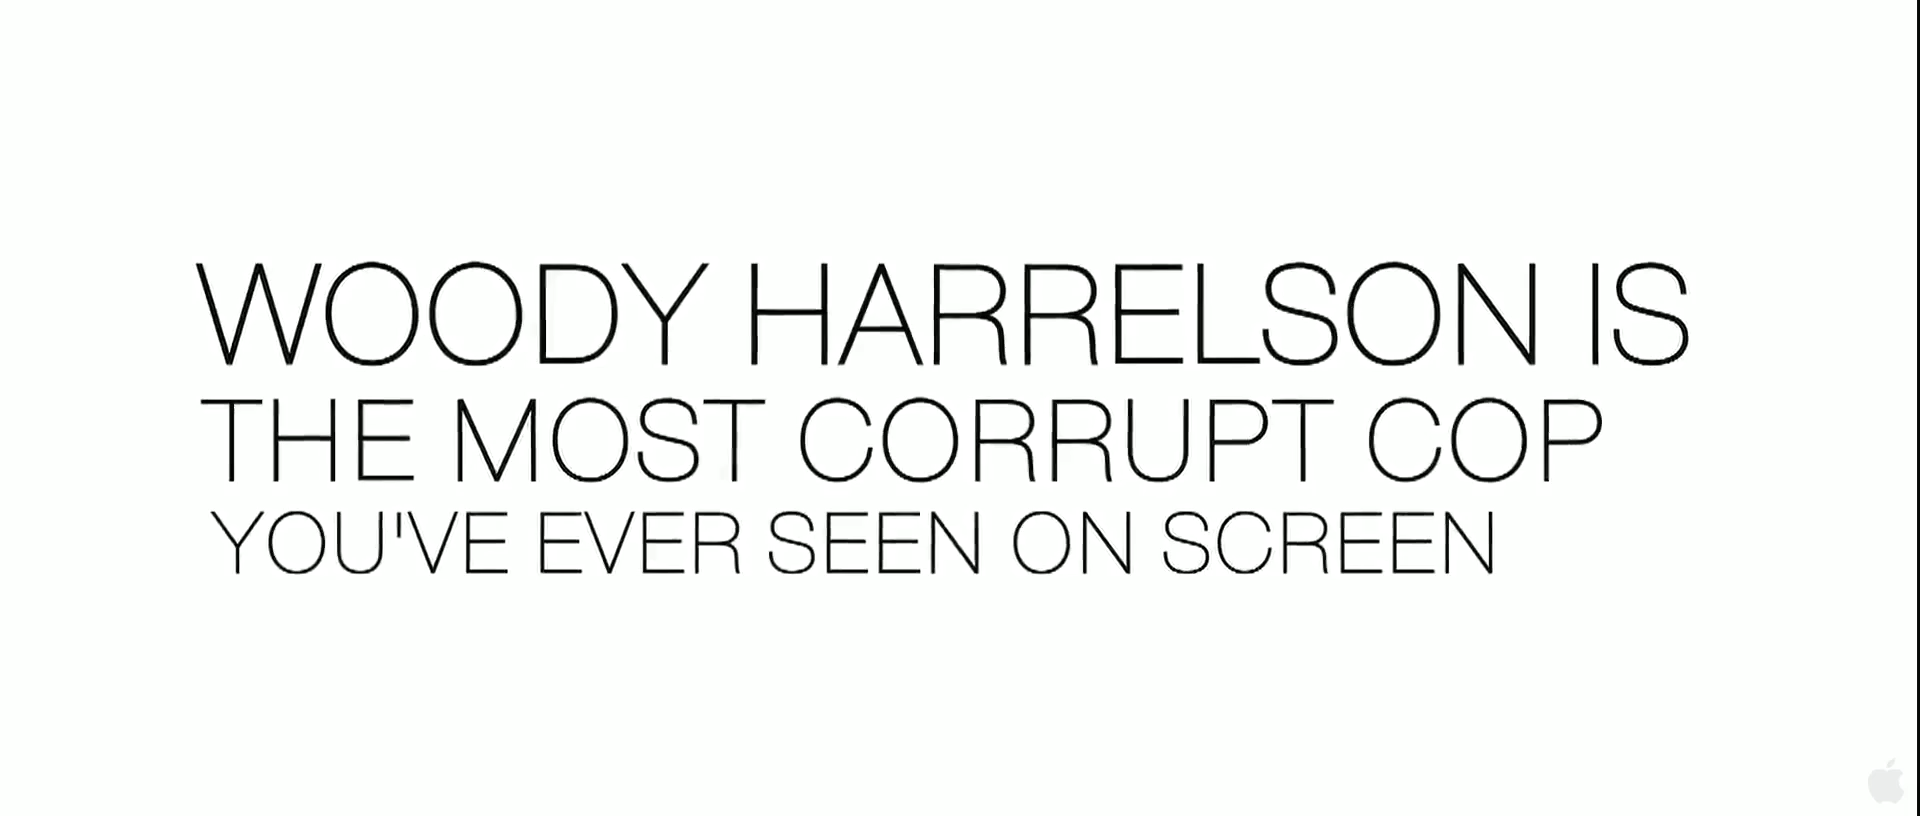 WOODY HARRELSON IS
THE MOST CORRUPT COP
YOU'VE EVER SEEN ON SCREEN